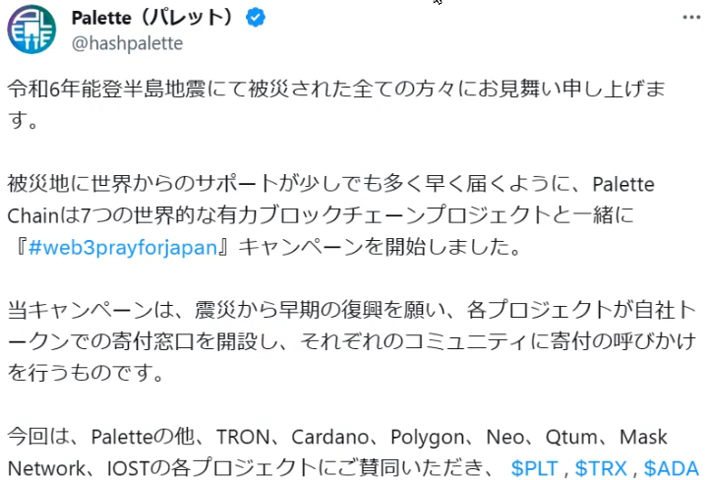 Palette（パレット）
@hashpalette
令和6年能登半島地震にて被災された全ての方々にお見舞い申し上げま
す。
被災地に世界からのサポートが少しでも多く早く届くように、Palette
Chainは7つの世界的な有力ブロックチェーンプロジェクトと一緒に
『#web3prayforjapan』キャンペーンを開始しました。
当キャンペーンは、震災から早期の復興を願い、各プロジェクトが自社ト
ークンでの寄付窓口を開設し、それぞれのコミュニティに寄付の呼びかけ
を行うものです。
今回は、Paletteの他、TRON、Cardano、Polygon、Neo、Qtum、Mask
Network、IOSTの各プロジェクトにご賛同いただき、 $PLT , $TRX , $ADA